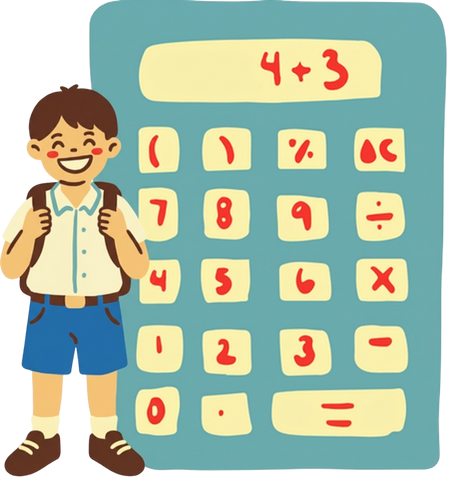 4+3
( ) % AC
7 8 9 ÷
4 5 6 X
1 2 3 -
0 . =